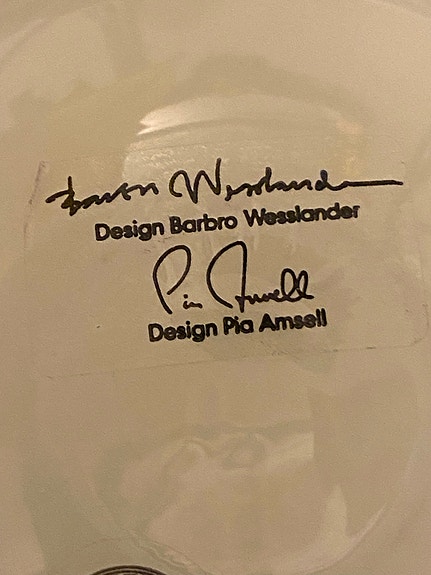 Barbro Wesslander
Design Barbro Wesslander
Pia Amsell
Design Pia Amsell